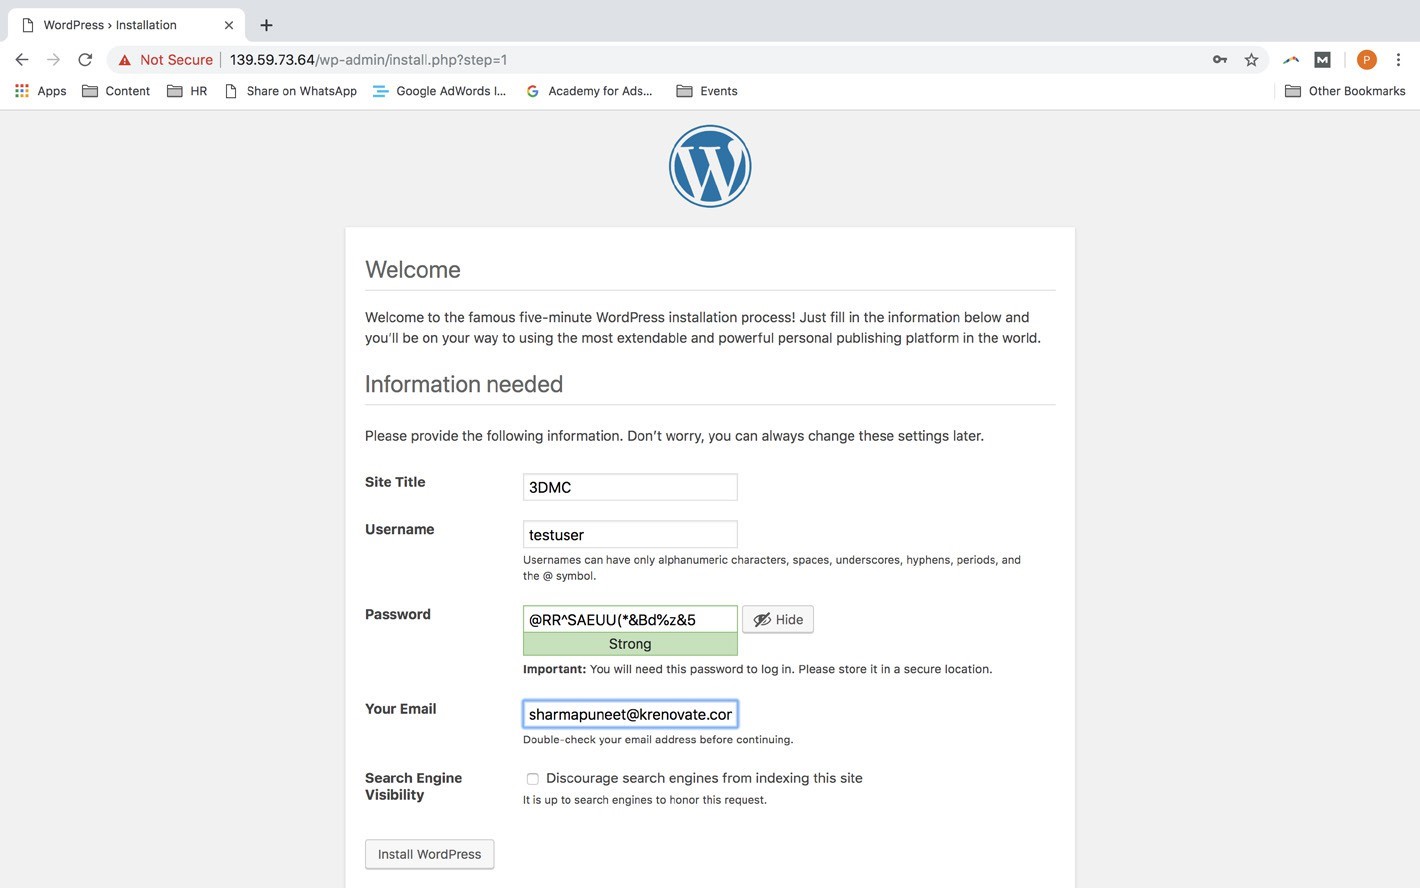 WordPress › Installation
Not Secure 139.59.73.64/wp-admin/install.php?step=1
P
Apps Content HR Share on WhatsApp Google AdWords I... Academy for Ads... Events Other Bookmarks
Welcome
Welcome to the famous five-minute WordPress installation process! Just fill in the information below and
you'll be on your way to using the most extendable and powerful personal publishing platform in the world.
Information needed
Please provide the following information. Don't worry, you can always change these settings later.
Site Title 3DMC
Username testuser
Usernames can have only alphanumeric characters, spaces, underscores, hyphens, periods, and
the @ symbol.
Password @RR^SAEUU(*&Bd%z&5 Hide
Strong
Important: You will need this password to log in. Please store it in a secure location.
Your Email sharmapuneet@krenovate.cor
Double-check your email address before continuing.
Search Engine
Visibility
Discourage search engines from indexing this site
It is up to search engines to honor this request.
Install WordPress